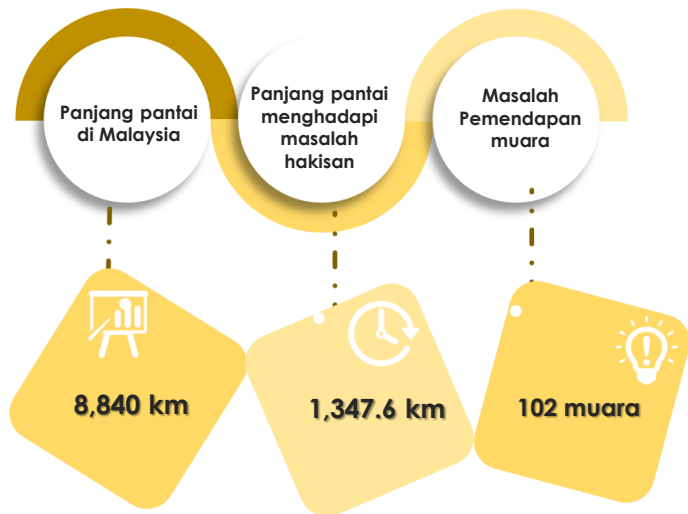 Panjang pantai
di Malaysia
Panjang pantai
menghadapi
masalah
hakisan
Masalah
Pemendapan
muara
8,840 km
1,347.6 km
102 muara